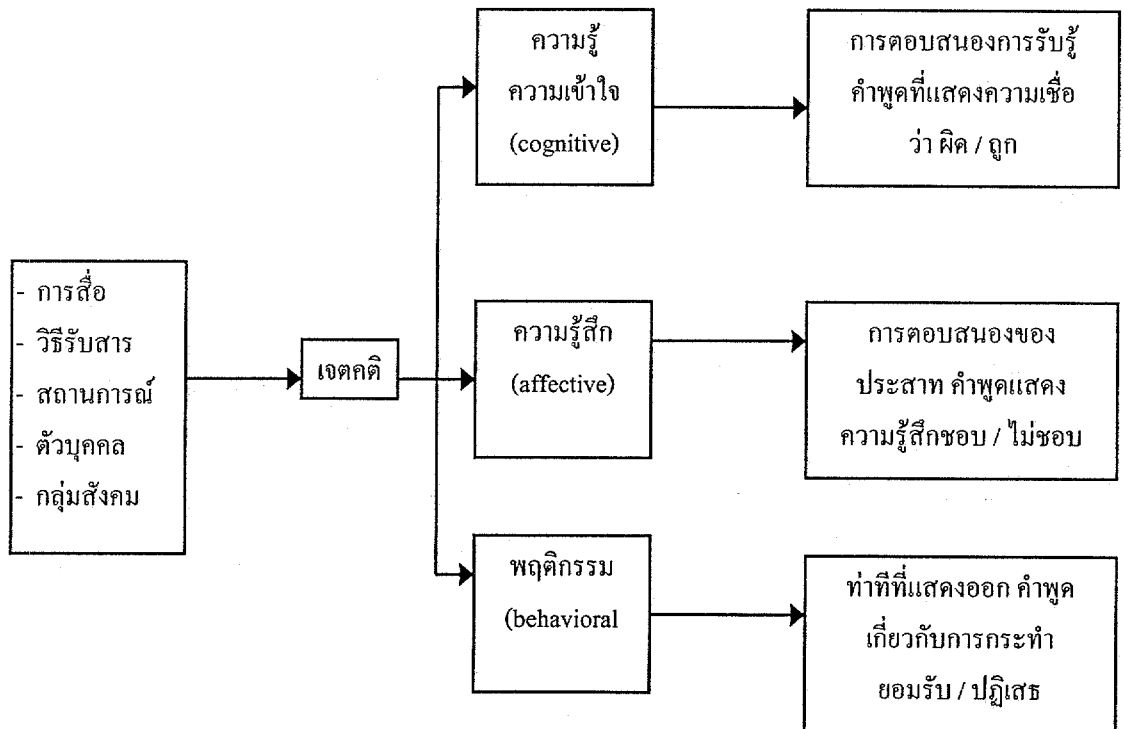 ความรู้
ความเข้าใจ
(cognitive)
การตอบสนองการรับรู้
คำพูดที่แสดงความเชื่อ
ว่า ผิด / ถูก
- การสื่อ
- วิธีรับสาร
- สถานการณ์
- ตัวบุคคล
- กลุ่มสังคม
เจตคติ
ความรู้สึก
(affective)
การตอบสนองของ
ประสาท คำพูดแสดง
ความรู้สึกชอบ / ไม่ชอบ
พฤติกรรม
(behavioral
ท่าทีที่แสดงออก คำพูด
เกี่ยวกับการกระทำ
ยอมรับ / ปฏิเสธ